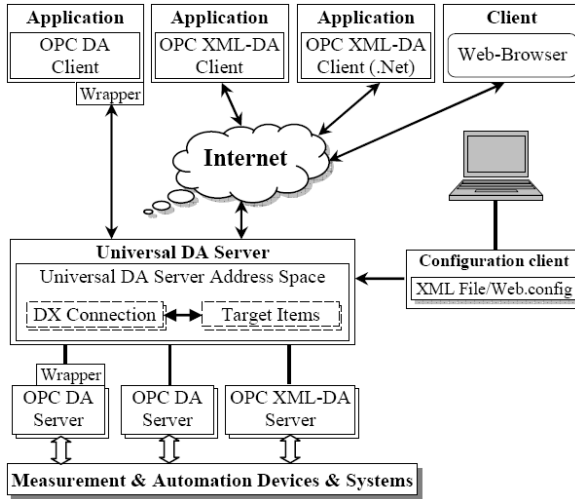 Application
OPC DA
Client
Wrapper
Application
OPC XML-DA
Client
Application
OPC XML-DA
Client (.Net)
Client
Web-Browser
Internet
Universal DA Server
Universal DA Server Address Space
DX Connection
Target Items
Configuration client
XML File/Web.config
Wrapper
OPC DA
Server
OPC DA
Server
OPC XML-DA
Server
Measurement & Automation Devices & Systems